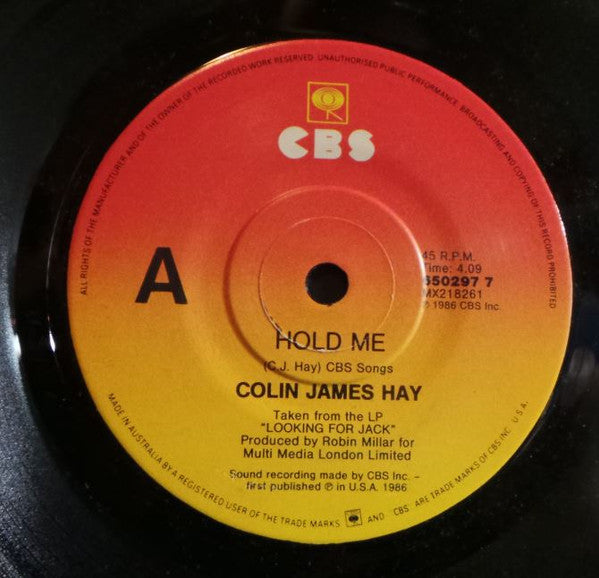 ALL RIGHTS OF THE MANUFACTURER AND OF THE OWNER OF THE RECORDED WORK RESERVED. UNAUTHORISED PUBLIC PERFORMANCE, BROADCASTING AND COPYING OF THIS RECORD PROHIBITED
CBS
A
45 R.P.M.
Time: 4.09
650297 7
MX218261
℗ 1986 CBS Inc.
HOLD ME
(C.J. Hay) CBS Songs
COLIN JAMES HAY
Taken from the LP
"LOOKING FOR JACK"
Produced by Robin Millar for
Multi Media London Limited
Sound recording made by CBS Inc. –
first published ℗ in U.S.A. 1986
MADE IN AUSTRALIA BY A REGISTERED USER OF THE TRADE MARKS AND CBS ARE TRADE MARKS OF CBS INC. U.S.A.